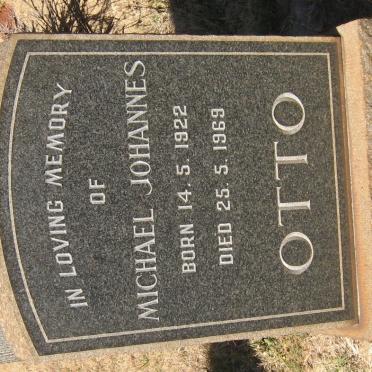 IN LOVING MEMORY
OF
MICHAEL JOHANNES
BORN 14. 5. 1922
DIED 25. 5. 1969
OTTO